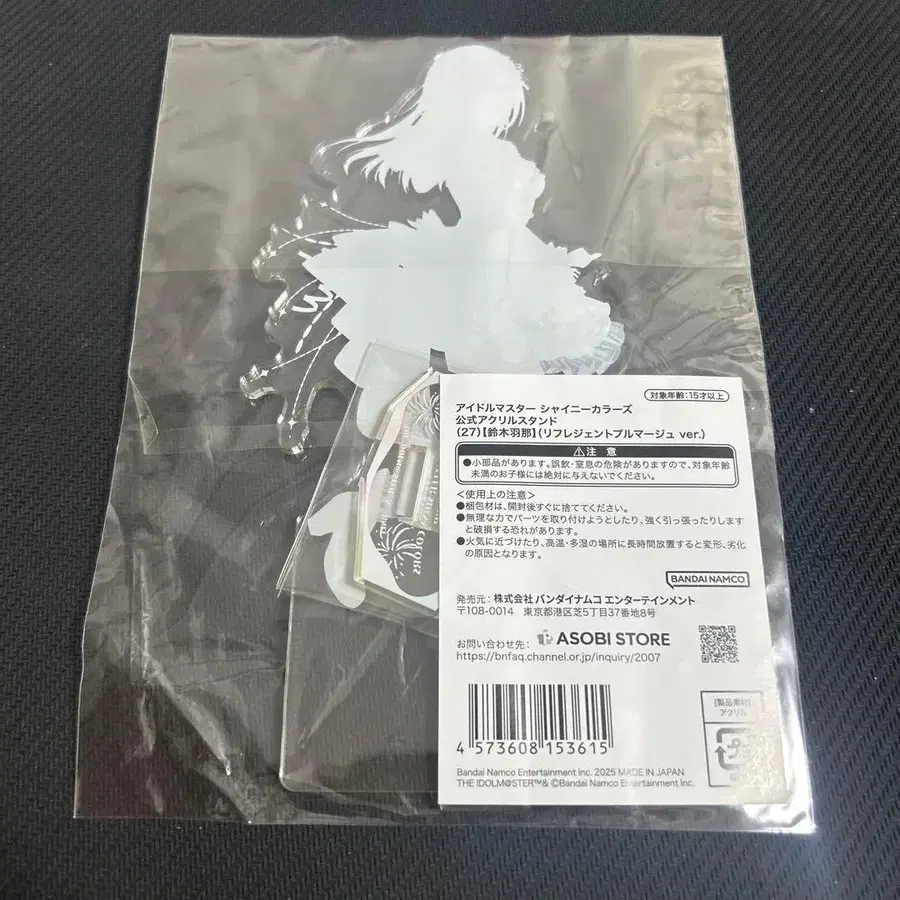 対象年齢:15才以上
アイドルマスター シャイニーカラーズ
公式アクリルスタンド
(27)【鈴木羽那】(リフレジェントプルマージュ ver.)
注 意
●小部品があります。誤飲・窒息の危険がありますので、対象年齢
未満のお子様には絶対に与えないでください。
<使用上の注意>
●梱包材は、開封後すぐに捨ててください。
●無理な力でパーツを取り付けようとしたり、強く引っ張ったりします
と破損する恐れがあります。
●火気に近づけたり、高温・多湿の場所に長時間放置すると変形、劣化
の原因となります。
BANDAI NAMCO
発売元: 株式会社 バンダイナムコ エンターテインメント
〒108-0014 東京都港区芝5丁目37番地8号
お問い合わせ先: ASOBI STORE
https://bnfaq.channel.or.jp/inquiry/2007
4 573608 153615
[製品素材]
アクリル
プラ
Bandai Namco Entertainment Inc. 2025 MADE IN JAPAN
THE IDOLM@STER™& ©Bandai Namco Entertainment Inc.
COLORS